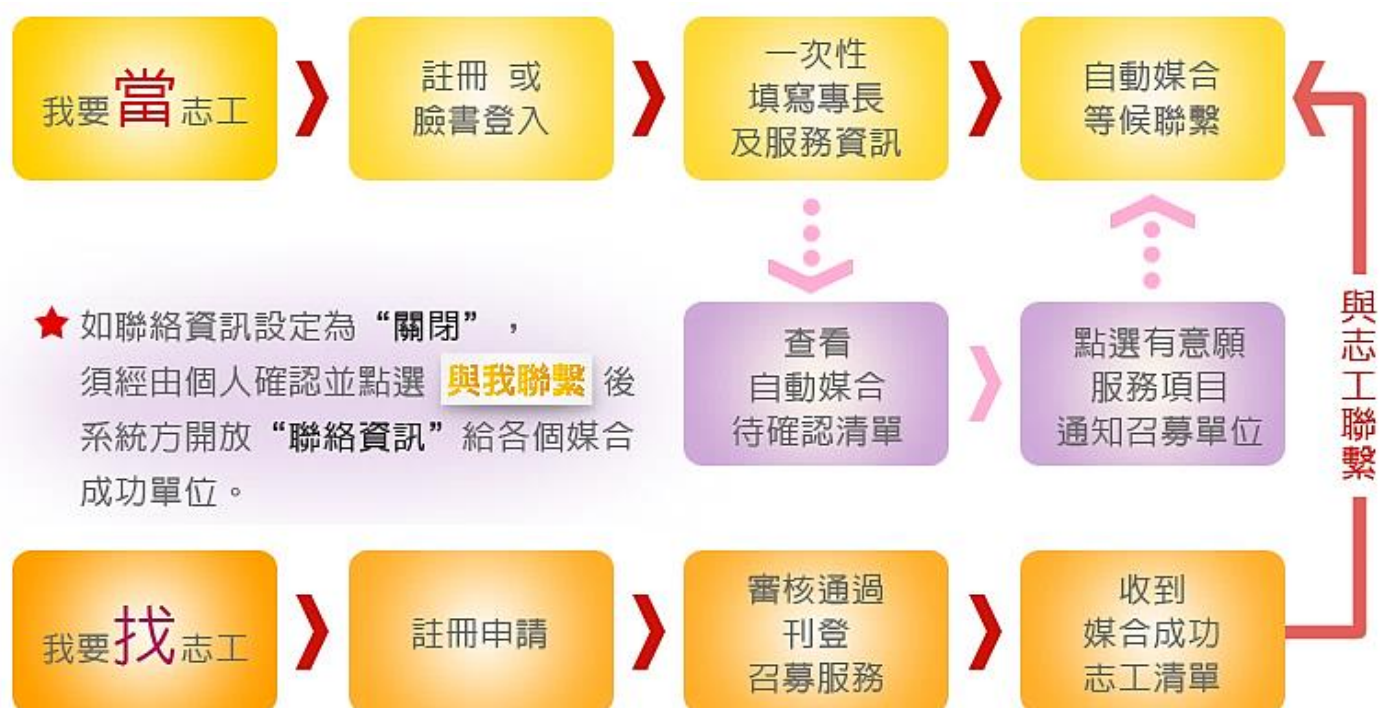 我要當志工
註冊 或
臉書登入
一次性
填寫專長
及服務資訊
自動媒合
等候聯繫
★ 如聯絡資訊設定為“關閉”，
須經由個人確認並點選 與我聯繫 後
系統方開放“聯絡資訊”給各個媒合
成功單位。
查看
自動媒合
待確認清單
點選有意願
服務項目
通知召募單位
與志工聯繫
我要找志工
註冊申請
審核通過
刊登
召募服務
收到
媒合成功
志工清單